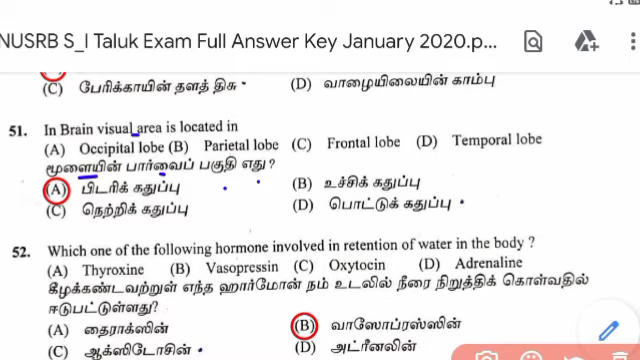 NUSRB S_I Taluk Exam Full Answer Key January 2020.p...
(C) பேரிக்காயின் தளத் திசு (D) வாழையிலையின் காம்பு
51. In Brain visual area is located in
(A) Occipital lobe (B) Parietal lobe (C) Frontal lobe (D) Temporal lobe
மூளையின் பார்வைப் பகுதி எது?
(A) பிடரிக் கதுப்பு (B) உச்சிக் கதுப்பு
(C) நெற்றிக் கதுப்பு (D) பொட்டுக் கதுப்பு
52. Which one of the following hormone involved in retention of water in the body ?
(A) Thyroxine (B) Vasopressin (C) Oxytocin (D) Adrenaline
கீழ்க்கண்டவற்றுள் எந்த ஹார்மோன் நம் உடலில் நீரை நிறுத்திக் கொள்வதில்
ஈடுபட்டுள்ளது?
(A) தைராக்ஸின் (B) வாஸோப்ரஸ்ஸின்
(C) ஆக்ஸிடோசின் (D) அட்ரீனலின்